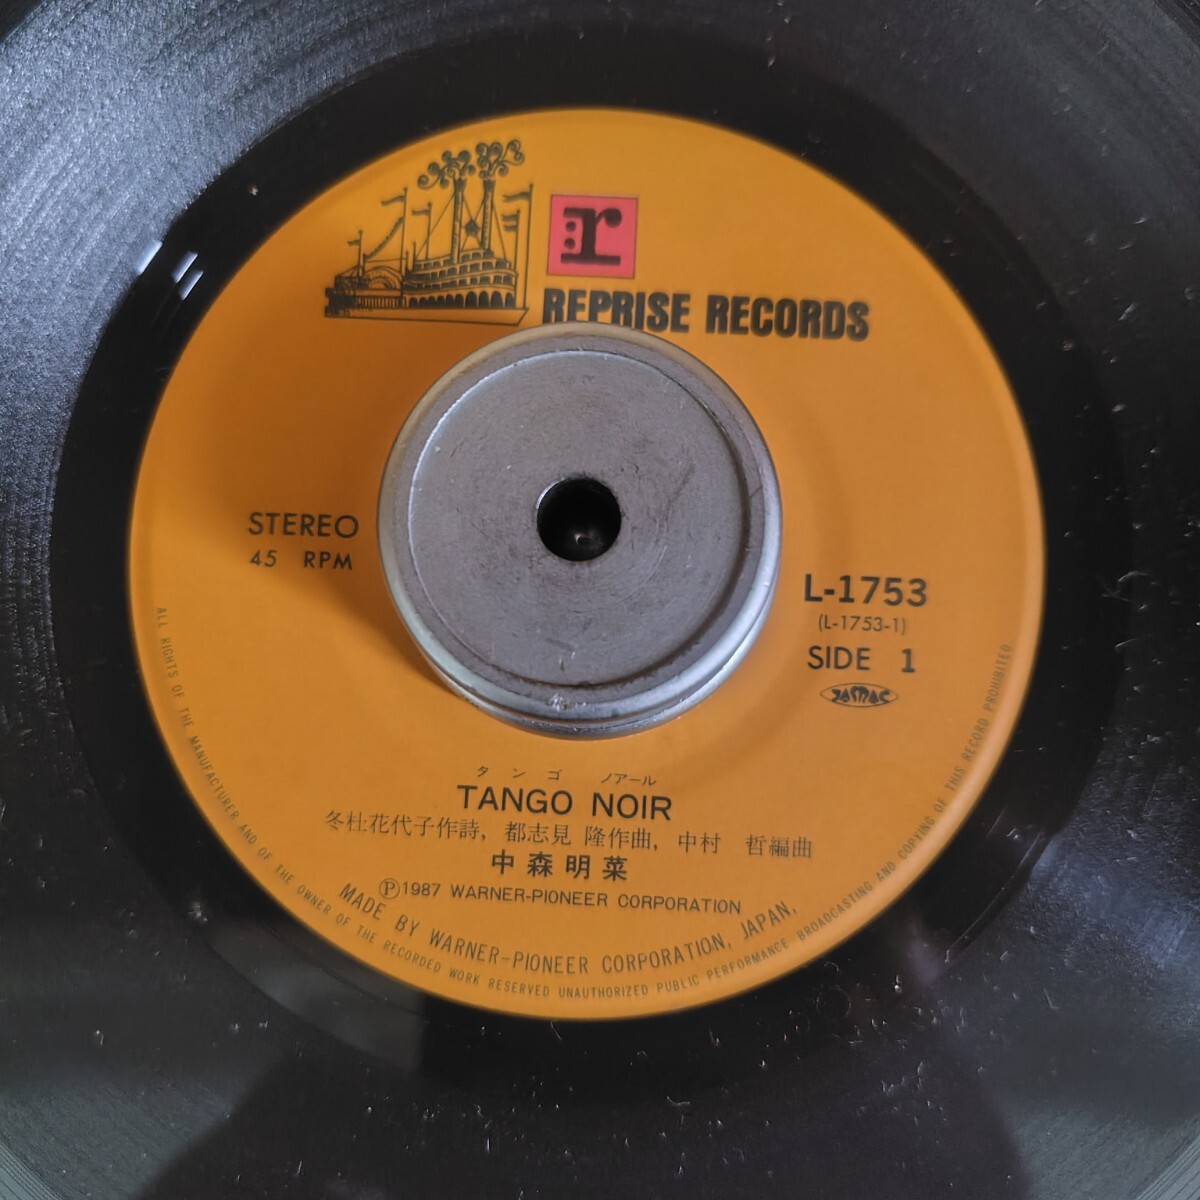 r
REPRISE RECORDS
STEREO
45 RPM
L-1753
(L-1753-1)
SIDE 1
JASRAC
タンゴ ノアール
TANGO NOIR
冬杜花代子作詩, 都志見 隆作曲, 中村 哲編曲
中森明菜
Ⓟ1987 WARNER-PIONEER CORPORATION
MADE BY WARNER-PIONEER CORPORATION, JAPAN.
ALL RIGHTS OF THE MANUFACTURER AND OF THE OWNER OF THE RECORDED WORK RESERVED UNAUTHORIZED PUBLIC PERFORMANCE BROADCASTING AND COPYING OF THIS RECORD PROHIBITED